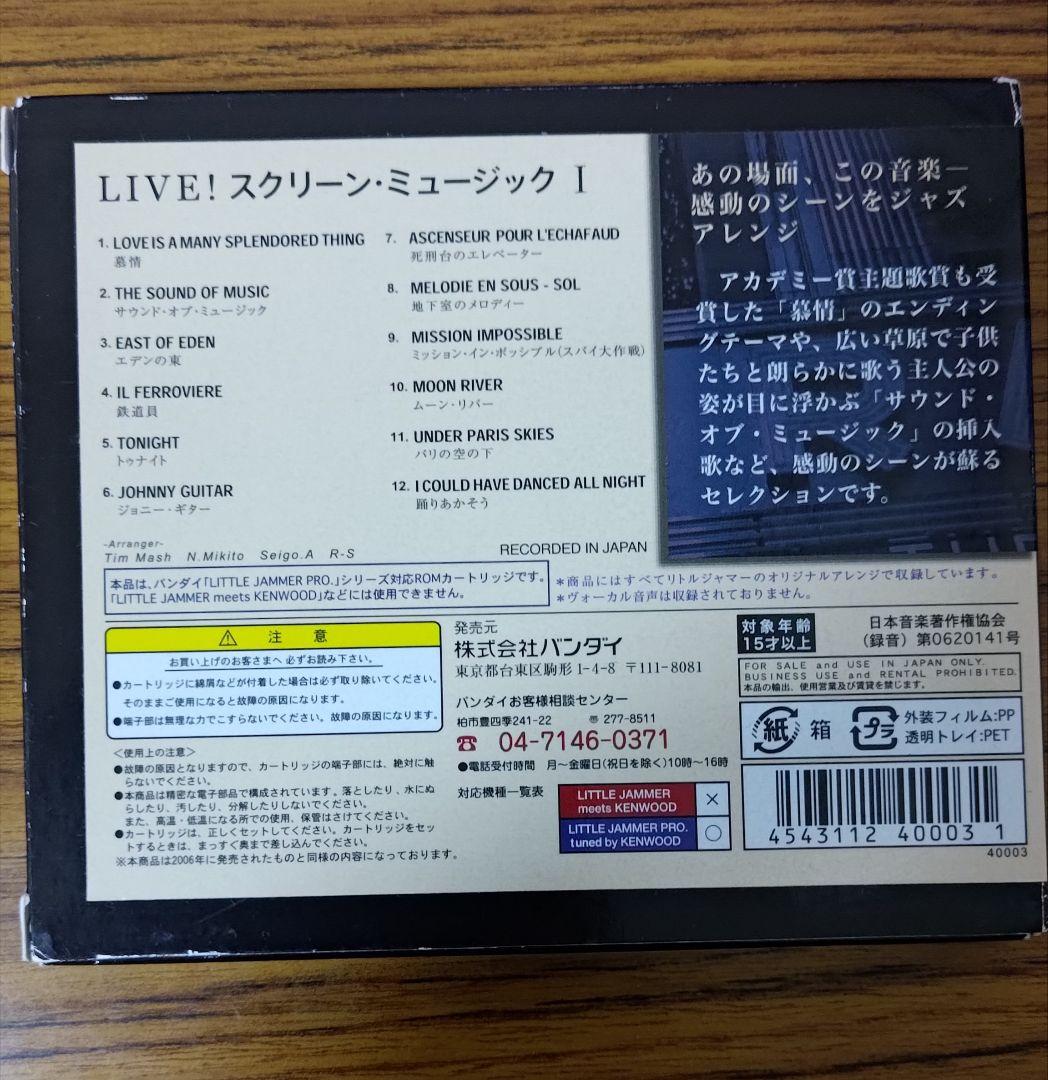 LIVE! スクリーン・ミュージック I
1. LOVE IS A MANY SPLENDORED THING
慕情
2. THE SOUND OF MUSIC
サウンド・オブ・ミュージック
3. EAST OF EDEN
エデンの東
4. IL FERROVIERE
鉄道員
5. TONIGHT
トゥナイト
6. JOHNNY GUITAR
ジョニー・ギター
7. ASCENSEUR POUR L'ECHAFAUD
死刑台のエレベーター
8. MELODIE EN SOUS - SOL
地下室のメロディー
9. MISSION IMPOSSIBLE
ミッション・イン・ポッシブル(スパイ大作戦)
10. MOON RIVER
ムーン・リバー
11. UNDER PARIS SKIES
パリの空の下
12. I COULD HAVE DANCED ALL NIGHT
踊りあかそう
-Arranger-
Tim Mash N.Mikito Seigo.A R-S
RECORDED IN JAPAN
あの場面、この音楽—
感動のシーンをジャズ
アレンジ
アカデミー賞主題歌賞も受
賞した「慕情」のエンディン
グテーマや、広い草原で子供
たちと朗らかに歌う主人公の
姿が目に浮かぶ「サウンド・
オブ・ミュージック」の挿入
歌など、感動のシーンが蘇る
セレクションです。
本品は、バンダイ「LITTLE JAMMER PRO.」シリーズ対応ROMカートリッジです。
「LITTLE JAMMER meets KENWOOD」などには使用できません。
*商品にはすべてリトルジャマーのオリジナルアレンジで収録しています。
*ヴォーカル音声は収録されておりません。
⚠ 注意
お買い上げのお客さまへ 必ずお読み下さい。
●カートリッジに綿屑などが付着した場合は必ず取り除いてください。
そのままご使用になると故障の原因になります。
●端子部は無理な力でこすらないでください。故障の原因になります。
<使用上の注意>
●故障の原因となりますので、カートリッジの端子部には、絶対に触
らないでください。
●本商品は精密な電子部品で構成されています。落としたり、水にぬ
らしたり、汚したり、分解したりしないでください。
また、高温・低温になる所での使用、保管はさけてください。
●カートリッジは、正しくセットしてください。カートリッジをセッ
トするときは、まっすぐ奥まで差し込んでください。
※本商品は2006年に発売されたものと同様の内容になっております。
発売元
株式会社バンダイ
東京都台東区駒形1-4-8 〒111-8081
バンダイお客様相談センター
柏市豊四季241-22 〠 277-8511
☎ 04-7146-0371
●電話受付時間 月〜金曜日(祝日を除く)10時〜16時
対応機種一覧表
LITTLE JAMMER
meets KENWOOD
×
LITTLE JAMMER PRO.
tuned by KENWOOD
○
対象年齢
15才以上
日本音楽著作権協会
(録音) 第0620141号
FOR SALE and USE IN JAPAN ONLY.
BUSINESS USE and RENTAL PROHIBITED.
本品の輸出、使用営業及び賃貸を禁じます。
紙 箱
プラ 外装フィルム:PP
透明トレイ:PET
4543112 40003 1
40003